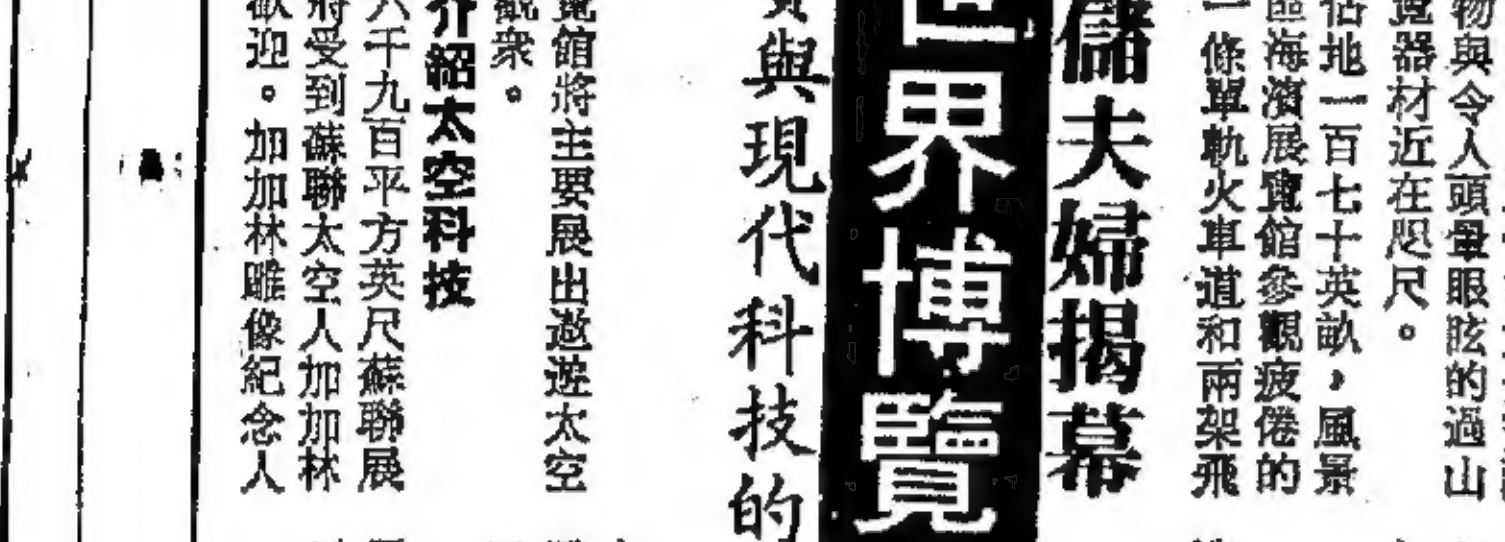 物與令人頭暈眼眩的過山
覽器材近在咫尺。
佔地一百七十英畝，風景
區海濱展覽館參觀疲倦的
一條單軌火車道和兩架飛
儲夫婦揭幕
世界博覽
與現代科技的
覽館將主要展出遨遊太空
觀衆。
介紹太空科技
六千九百平方英尺蘇聯展
將受到蘇聯太空人加加林
歡迎。加加林雕像紀念人